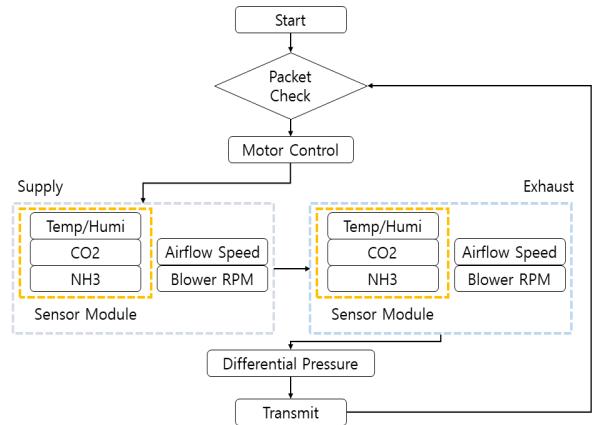 Start
Packet
Check
Motor Control
Supply
Exhaust
Temp/Humi
CO2
NH3
Airflow Speed
Blower RPM
Sensor Module
Temp/Humi
CO2
NH3
Airflow Speed
Blower RPM
Sensor Module
Differential Pressure
Transmit